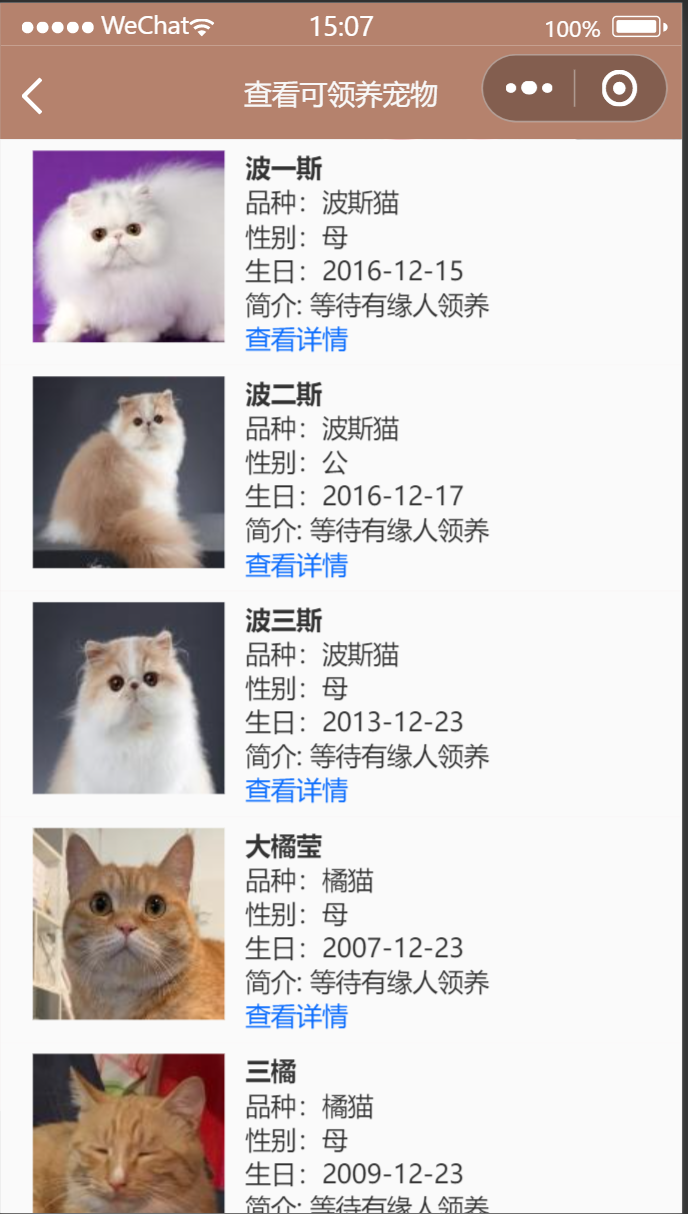 WeChat 15:07 100%
查看可领养宠物
波一斯
品种：波斯猫
性别：母
生日：2016-12-15
简介: 等待有缘人领养
查看详情
波二斯
品种：波斯猫
性别：公
生日：2016-12-17
简介: 等待有缘人领养
查看详情
波三斯
品种：波斯猫
性别：母
生日：2013-12-23
简介: 等待有缘人领养
查看详情
大橘莹
品种：橘猫
性别：母
生日：2007-12-23
简介: 等待有缘人领养
查看详情
三橘
品种：橘猫
性别：母
生日：2009-12-23
简介: 等待有缘人领养